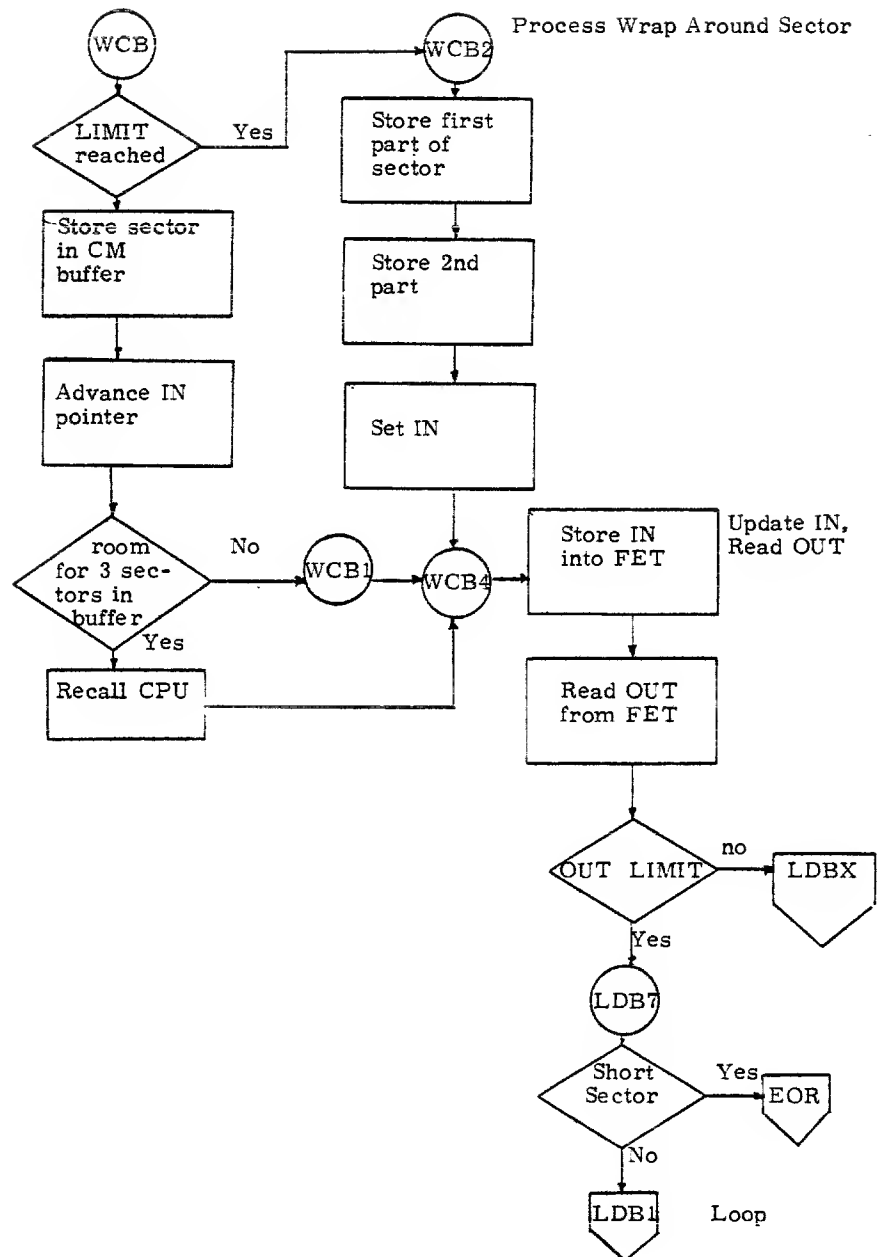 Process Wrap Around Sector
WCB
WCB2
LIMIT
reached
Yes
Store first
part of
sector
Store sector
in CM
buffer
Store 2nd
part
Advance IN
pointer
Set IN
room
for 3 sec-
tors in
buffer
No
Yes
WCB1
WCB4
Store IN
into FET
Update IN,
Read OUT
Recall CPU
Read OUT
from FET
OUT LIMIT
no
LDBX
Yes
LDB7
Short
Sector
Yes
EOR
No
LDB1
Loop